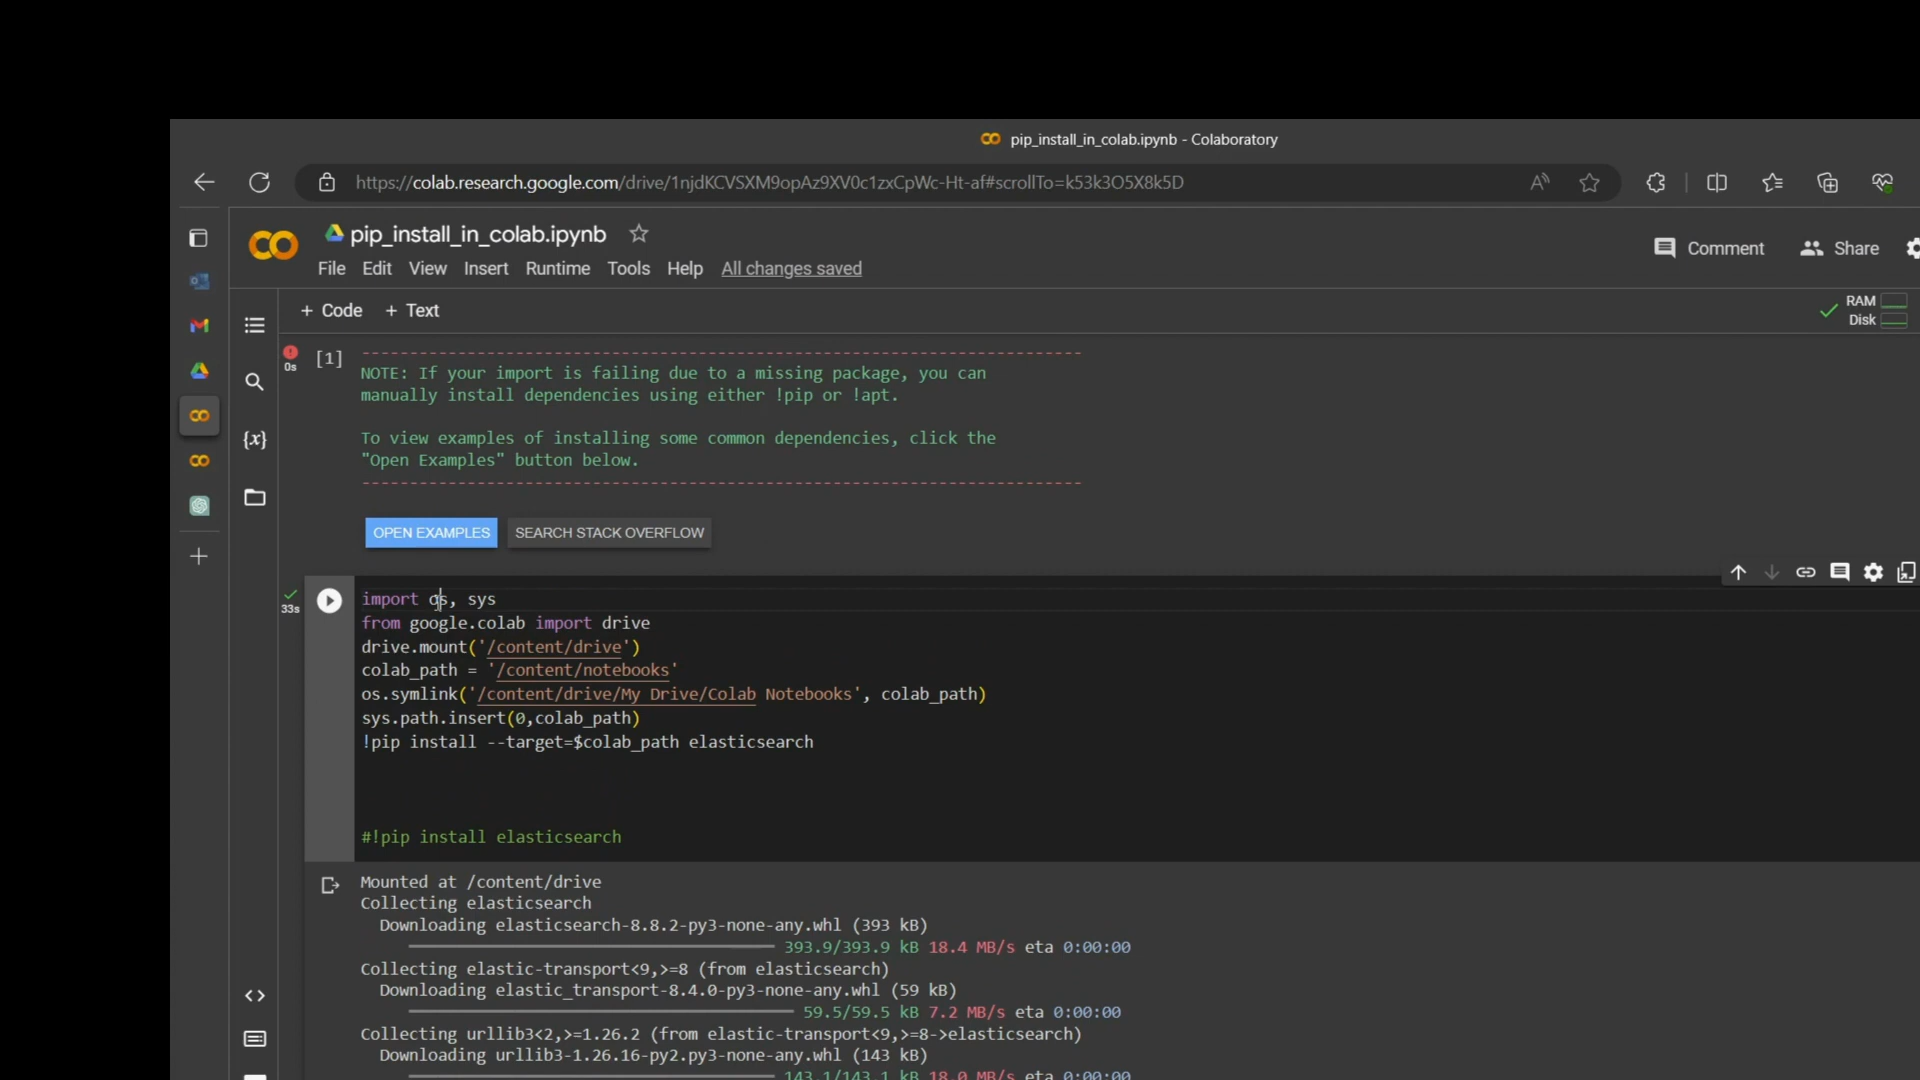 pip_install_in_colab.ipynb - Colaboratory
https://colab.research.google.com/drive/1njdKCVSXM9opAz9XV0c1zxCpWc-Ht-af#scrollTo=k53k3O5X8k5D
pip_install_in_colab.ipynb
File Edit View Insert Runtime Tools Help All changes saved
Comment Share
+ Code + Text
RAM
Disk
0s
[1]
NOTE: If your import is failing due to a missing package, you can
manually install dependencies using either !pip or !apt.
To view examples of installing some common dependencies, click the
"Open Examples" button below.
OPEN EXAMPLES SEARCH STACK OVERFLOW
33s
import os, sys
from google.colab import drive
drive.mount('/content/drive')
colab_path = '/content/notebooks'
os.symlink('/content/drive/My Drive/Colab Notebooks', colab_path)
sys.path.insert(0,colab_path)
!pip install --target=$colab_path elasticsearch
#!pip install elasticsearch
Mounted at /content/drive
Collecting elasticsearch
Downloading elasticsearch-8.8.2-py3-none-any.whl (393 kB)
393.9/393.9 kB 18.4 MB/s eta 0:00:00
Collecting elastic-transport<9,>=8 (from elasticsearch)
Downloading elastic_transport-8.4.0-py3-none-any.whl (59 kB)
59.5/59.5 kB 7.2 MB/s eta 0:00:00
Collecting urllib3<2,>=1.26.2 (from elastic-transport<9,>=8->elasticsearch)
Downloading urllib3-1.26.16-py2.py3-none-any.whl (143 kB)
143.1/143.1 kB 18.0 MB/s eta 0:00:00